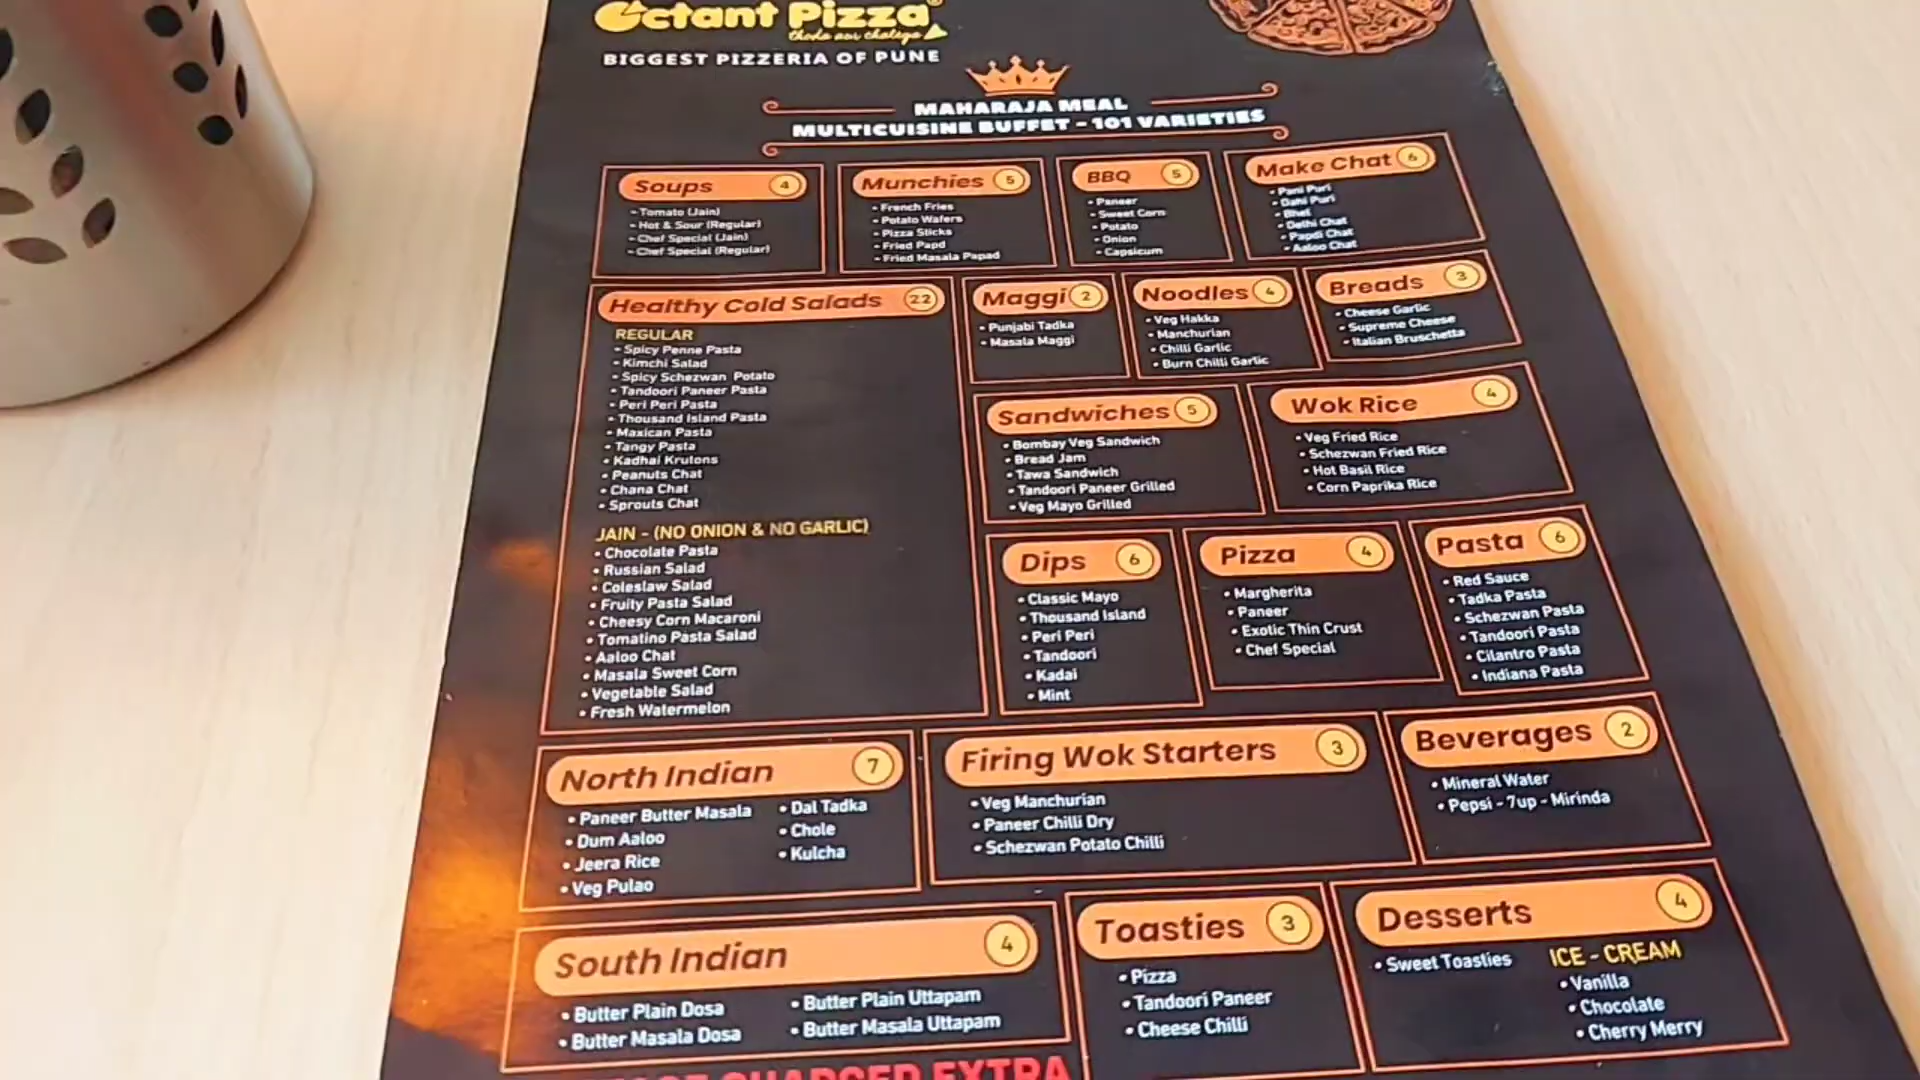 Octant Pizza
thoda aur chalega
BIGGEST PIZZERIA OF PUNE
MAHARAJA MEAL
MULTICUISINE BUFFET - 101 VARIETIES
Soups 4
- Tomato (Jain)
- Hot & Sour (Regular)
- Chef Special (Jain)
- Chef Special (Regular)
Munchies 5
- French Fries
- Potato Wafers
- Pizza Slicks
- Fried Papd
- Fried Masala Papad
BBQ 5
- Paneer
- Sweet Corn
- Potato
- Onion
- Capsicum
Make Chat 6
- Pani Puri
- Dahi Puri
- Bhel
- Delhi Chat
- Papdi Chat
- Aaloo Chat
Healthy Cold Salads 22
REGULAR
- Spicy Penne Pasta
- Kimchi Salad
- Spicy Schezwan Potato
- Tandoori Paneer Pasta
- Peri Peri Pasta
- Thousand Island Pasta
- Maxican Pasta
- Tangy Pasta
• Kadhai Krutons
• Peanuts Chat
• Chana Chat
• Sprouts Chat
JAIN - (NO ONION & NO GARLIC)
• Chocolate Pasta
• Russian Salad
• Coleslaw Salad
• Fruity Pasta Salad
• Cheesy Corn Macaroni
• Tomatino Pasta Salad
• Aaloo Chat
• Masala Sweet Corn
• Vegetable Salad
• Fresh Watermelon
Maggi 2
• Punjabi Tadka
• Masala Maggi
Noodles 4
• Veg Hakka
• Manchurian
• Chilli Garlic
• Burn Chilli Garlic
Breads 3
• Cheese Garlic
• Supreme Cheese
• Italian Bruschetta
Sandwiches 5
• Bombay Veg Sandwich
• Bread Jam
• Tawa Sandwich
• Tandoori Paneer Grilled
• Veg Mayo Grilled
Wok Rice 4
• Veg Fried Rice
• Schezwan Fried Rice
• Hot Basil Rice
• Corn Paprika Rice
Dips 6
• Classic Mayo
• Thousand Island
• Peri Peri
• Tandoori
• Kadai
• Mint
Pizza 4
• Margherita
• Paneer
• Exotic Thin Crust
• Chef Special
Pasta 6
• Red Sauce
• Tadka Pasta
• Schezwan Pasta
• Tandoori Pasta
• Cilantro Pasta
• Indiana Pasta
North Indian 7
• Paneer Butter Masala
• Dum Aaloo
• Jeera Rice
• Veg Pulao
• Dal Tadka
• Chole
• Kulcha
Firing Wok Starters 3
• Veg Manchurian
• Paneer Chilli Dry
• Schezwan Potato Chilli
Beverages 2
• Mineral Water
• Pepsi - 7up - Mirinda
South Indian 4
• Butter Plain Dosa
• Butter Masala Dosa
• Butter Plain Uttapam
• Butter Masala Uttapam
Toasties 3
• Pizza
• Tandoori Paneer
• Cheese Chilli
Desserts 4
• Sweet Toasties
ICE - CREAM
• Vanilla
• Chocolate
• Cherry Merry
CHARGED EXTRA